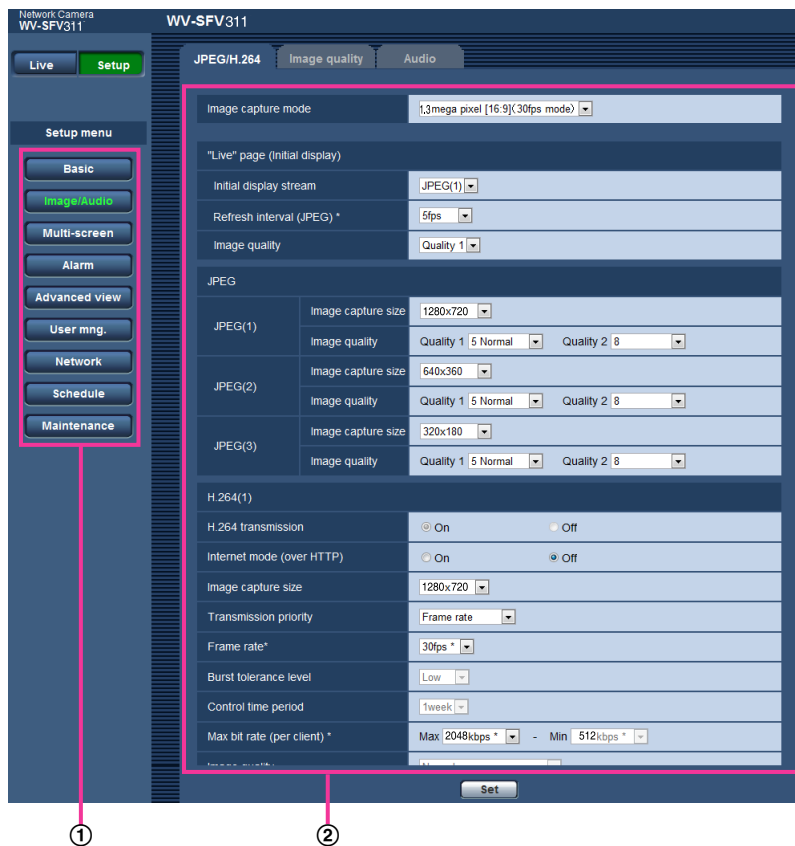 Network Camera
WV-SFV311
WV-SFV311
Live Setup
JPEG/H.264 Image quality Audio
Setup menu
Basic
Image/Audio
Multi-screen
Alarm
Advanced view
User mng.
Network
Schedule
Maintenance
Image capture mode 1.3mega pixel [16:9](30fps mode)
"Live" page (Initial display)
Initial display stream JPEG(1)
Refresh interval (JPEG) * 5fps
Image quality Quality 1
JPEG
JPEG(1)
Image capture size 1280x720
Image quality Quality 1 5 Normal Quality 2 8
JPEG(2)
Image capture size 640x360
Image quality Quality 1 5 Normal Quality 2 8
JPEG(3)
Image capture size 320x180
Image quality Quality 1 5 Normal Quality 2 8
H.264(1)
H.264 transmission On Off
Internet mode (over HTTP) On Off
Image capture size 1280x720
Transmission priority Frame rate
Frame rate* 30fps *
Burst tolerance level Low
Control time period 1week
Max bit rate (per client) * Max 2048kbps * - Min 512kbps *
Set
① ②